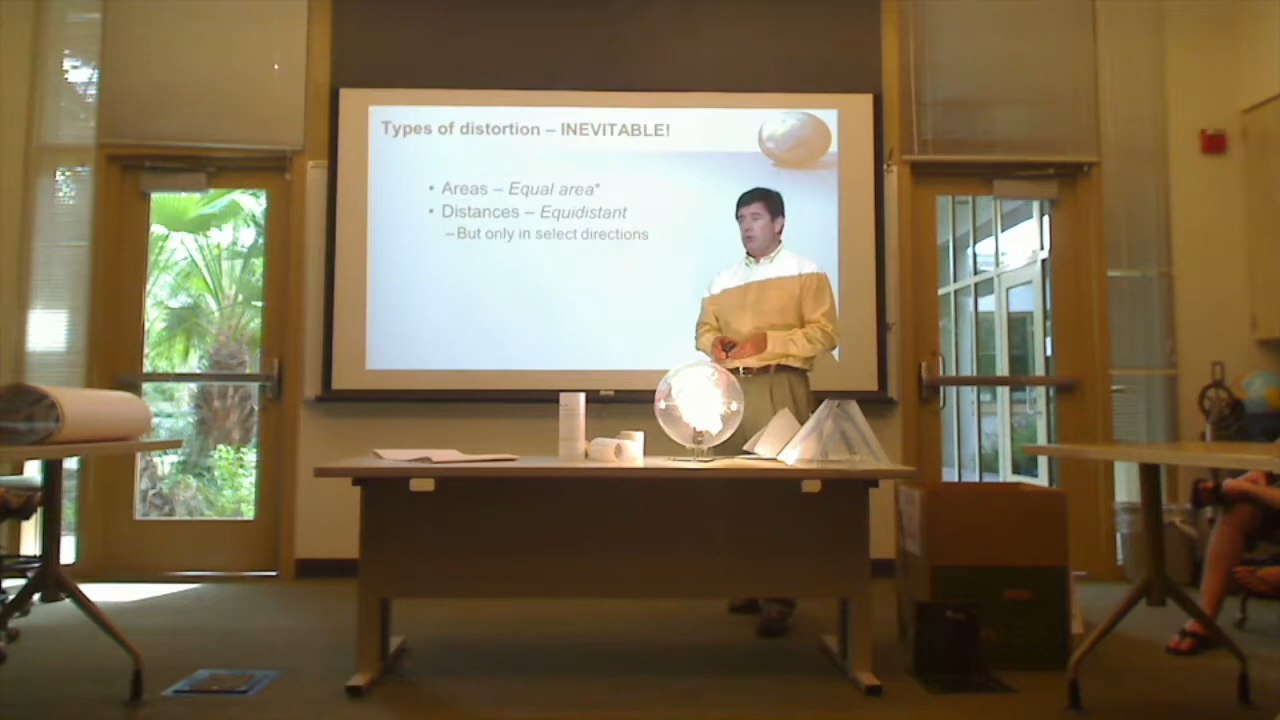 Types of distortion – INEVITABLE!
• Areas – Equal area*
• Distances – Equidistant
–But only in select directions